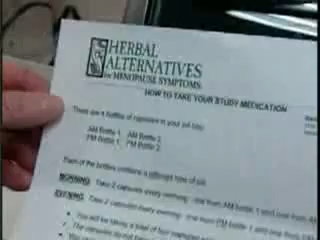 HERBAL
ALTERNATIVES
for MENOPAUSE SYMPTOMS
HOW TO TAKE YOUR STUDY MEDICATION
There are 4 bottles of capsules in your
AM Bottle 1 AM Bottle 2
PM Bottle 1 PM Bottle 2
Each of the bottles contains a different type of pill.
MORNING: Take 2 capsules every morning - one from AM bottle 1 and one from
EVENING: Take 2 capsules every evening - one from PM bottle 1 and one from
You will be taking a total of four capsules
The capsules do not